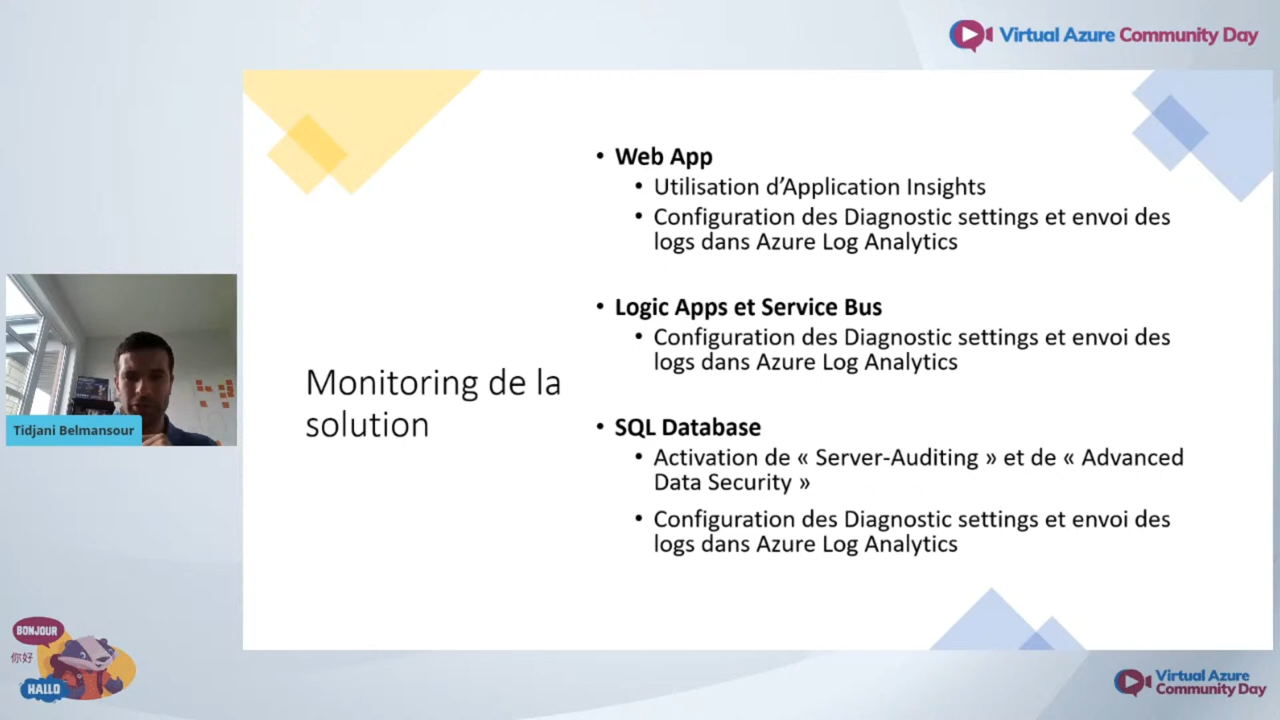 Virtual Azure Community Day
• Web App
• Utilisation d’Application Insights
• Configuration des Diagnostic settings et envoi des
logs dans Azure Log Analytics
• Logic Apps et Service Bus
• Configuration des Diagnostic settings et envoi des
logs dans Azure Log Analytics
Monitoring de la
solution
• SQL Database
• Activation de « Server-Auditing » et de « Advanced
Data Security »
• Configuration des Diagnostic settings et envoi des
logs dans Azure Log Analytics
Tidjani Belmansour
BONJOUR
你好
HALLO
Virtual Azure
Community Day